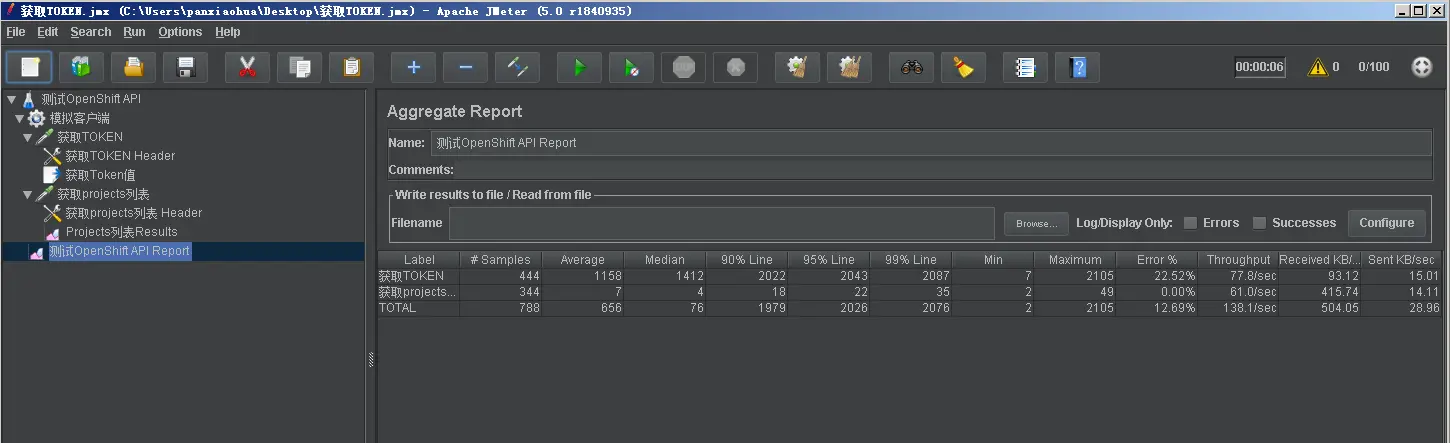 获取TOKEN.jmx (C:\Users\panxiaohua\Desktop\获取TOKEN.jmx) - Apache JMeter (5.0 r1840935)
File Edit Search Run Options Help
00:00:06 0 0/100
测试OpenShift API
模拟客户端
获取TOKEN
获取TOKEN Header
获取Token值
获取projects列表
获取projects列表 Header
Projects列表Results
测试OpenShift API Report
Aggregate Report
Name: 测试OpenShift API Report
Comments:
Write results to file / Read from file
Filename Browse... Log/Display Only: Errors Successes Configure
Label # Samples Average Median 90% Line 95% Line 99% Line Min Maximum Error % Throughput Received KB/... Sent KB/sec
获取TOKEN 444 1158 1412 2022 2043 2087 7 2105 22.52% 77.8/sec 93.12 15.01
获取projects... 344 7 4 18 22 35 2 49 0.00% 61.0/sec 415.74 14.11
TOTAL 788 656 76 1979 2026 2076 2 2105 12.69% 138.1/sec 504.05 28.96